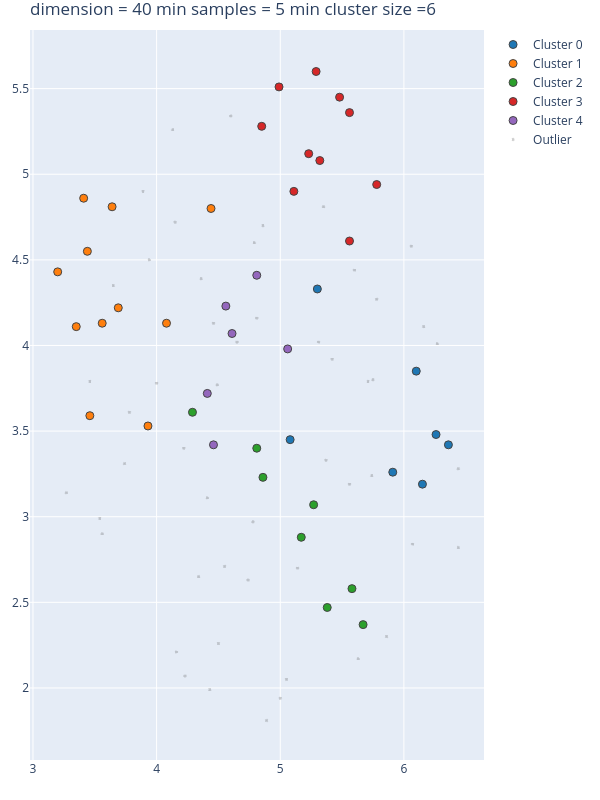 dimension = 40 min samples = 5 min cluster size =6
Cluster 0
Cluster 1
Cluster 2
Cluster 3
Cluster 4
Outlier
5.5
5
4.5
4
3.5
3
2.5
2
3 4 5 6